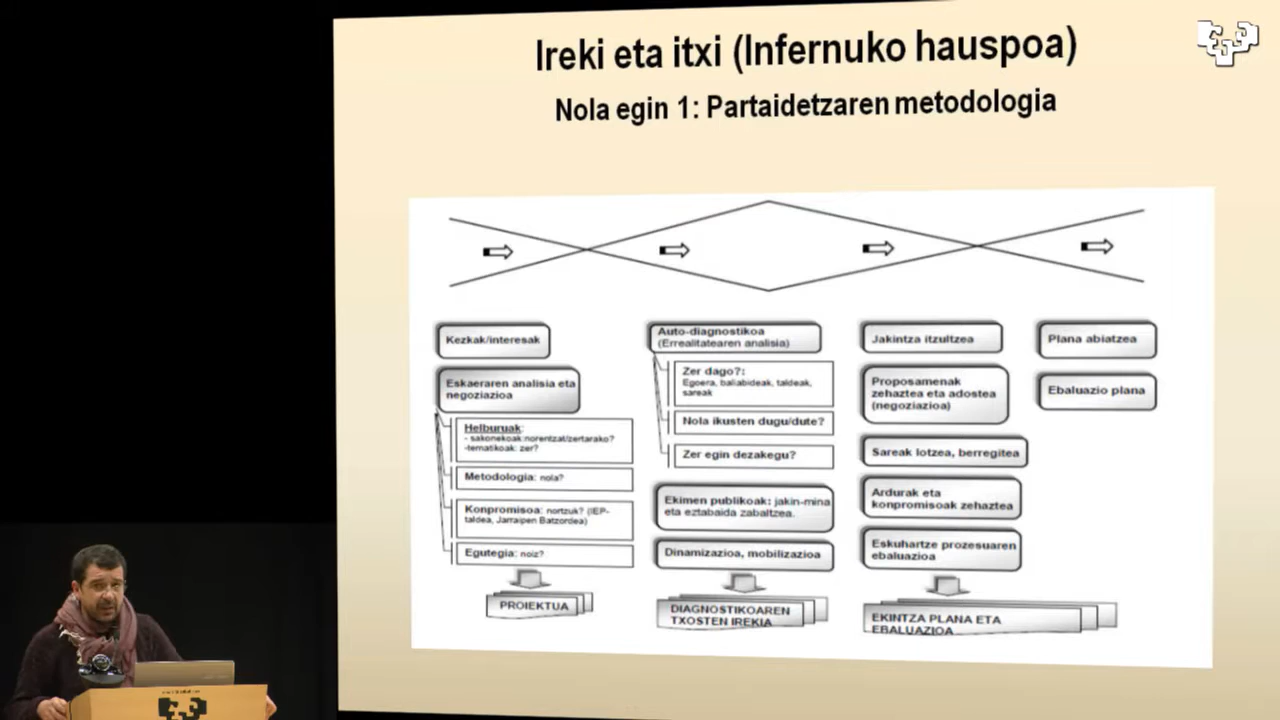 Ireki eta itxi (Infernuko hauspoa)
Nola egin 1: Partaidetzaren metodologia
Kezkak/interesak
Eskaeraren analisia eta
negoziazioa
Helburuak:
- sakonekoak:norentzat/zertarako?
-tematikoak: zer?
Metodologia: nola?
Konpromisoa: nortzuk? (IEP-
taldea, Jarraipen Batzordea)
Egutegia: noiz?
PROIEKTUA
Auto-diagnostikoa
(Errealitatearen analisia)
Zer dago?:
Egoera, baliabideak, taldeak,
sareak
Nola ikusten dugu/dute?
Zer egin dezakegu?
Ekimen publikoak: jakin-mina
eta eztabaida zabaltzea.
Dinamizazioa, mobilizazioa
DIAGNOSTIKOAREN
TXOSTEN IREKIA
Jakintza itzultzea
Proposamenak
zehaztea eta adostea
(negoziazioa)
Sareak lotzea, berregitea
Ardurak eta
konpromisoak zehaztea
Eskuhartze prozesuaren
ebaluazioa
EKINTZA PLANA ETA
EBALUAZIOA
Plana abiatzea
Ebaluazio plana